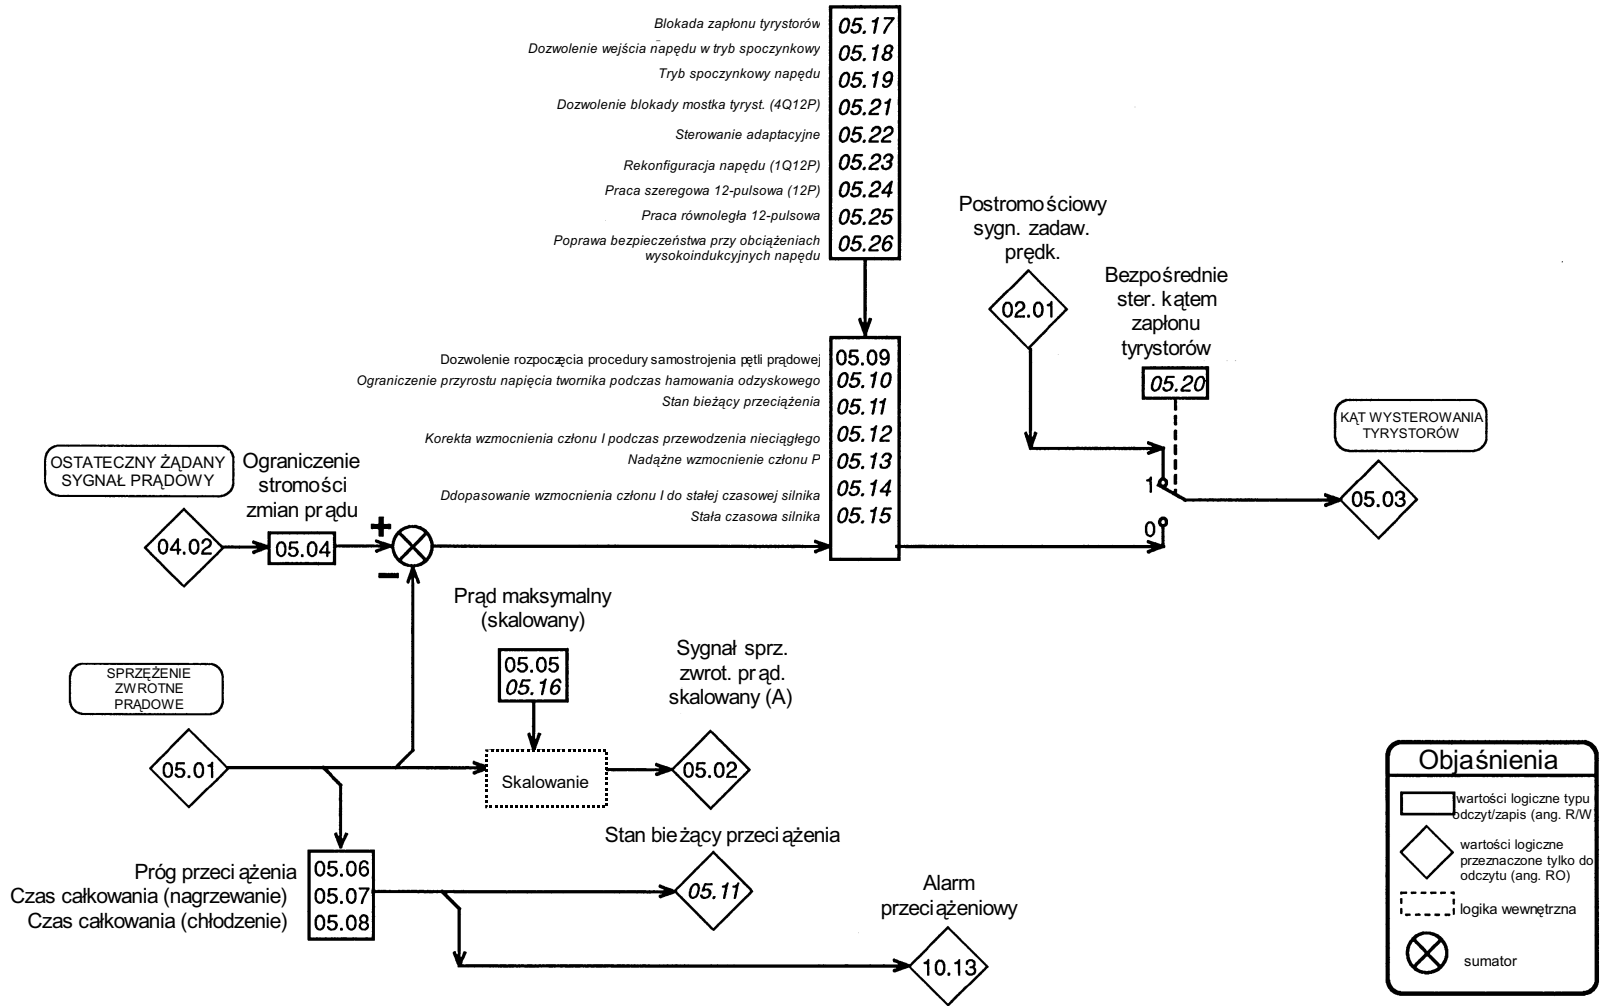 Blokada zapłonu tyrystorów 05.17
Dozwolenie wejścia napędu w tryb spoczynkowy 05.18
Tryb spoczynkowy napędu 05.19
Dozwolenie blokady mostka tyryst. (4Q12P) 05.21
Sterowanie adaptacyjne 05.22
Rekonfiguracja napędu (1Q12P) 05.23
Praca szeregowa 12-pulsowa (12P) 05.24
Praca równoległa 12-pulsowa 05.25
Poprawa bezpieczeństwa przy obciążeniach 05.26
wysokoindukcyjnych napędu
Postromościowy
sygn. zadaw.
prędk.
02.01
Bezpośrednie
ster. kątem
zapłonu
tyrystorów
05.20
Dozwolenie rozpoczęcia procedury samostrojenia pętli prądowej 05.09
Ograniczenie przyrostu napięcia twornika podczas hamowania odzyskowego 05.10
Stan bieżący przeciążenia 05.11
Korekta wzmocnienia członu I podczas przewodzenia nieciągłego 05.12
Nadążne wzmocnienie członu P 05.13
Ddopasowanie wzmocnienia członu I do stałej czasowej silnika 05.14
Stała czasowa silnika 05.15
1
0
KĄT WYSTEROWANIA
TYRYSTORÓW
05.03
OSTATECZNY ŻĄDANY
SYGNAŁ PRĄDOWY
04.02
Ograniczenie
stromości
zmian prądu
05.04
+
−
Prąd maksymalny
(skalowany)
05.05
05.16
Sygnał sprz.
zwrot. prąd.
skalowany (A)
SPRZĘŻENIE
ZWROTNE
PRĄDOWE
05.01
Skalowanie
05.02
Próg przeciążenia 05.06
Czas całkowania (nagrzewanie) 05.07
Czas całkowania (chłodzenie) 05.08
Stan bieżący przeciążenia
05.11
Alarm
przeciążeniowy
10.13
Objaśnienia
wartości logiczne typu
odczyt/zapis (ang. R/W
wartości logiczne
przeznaczone tylko do
odczytu (ang. RO)
logika wewnętrzna
sumator